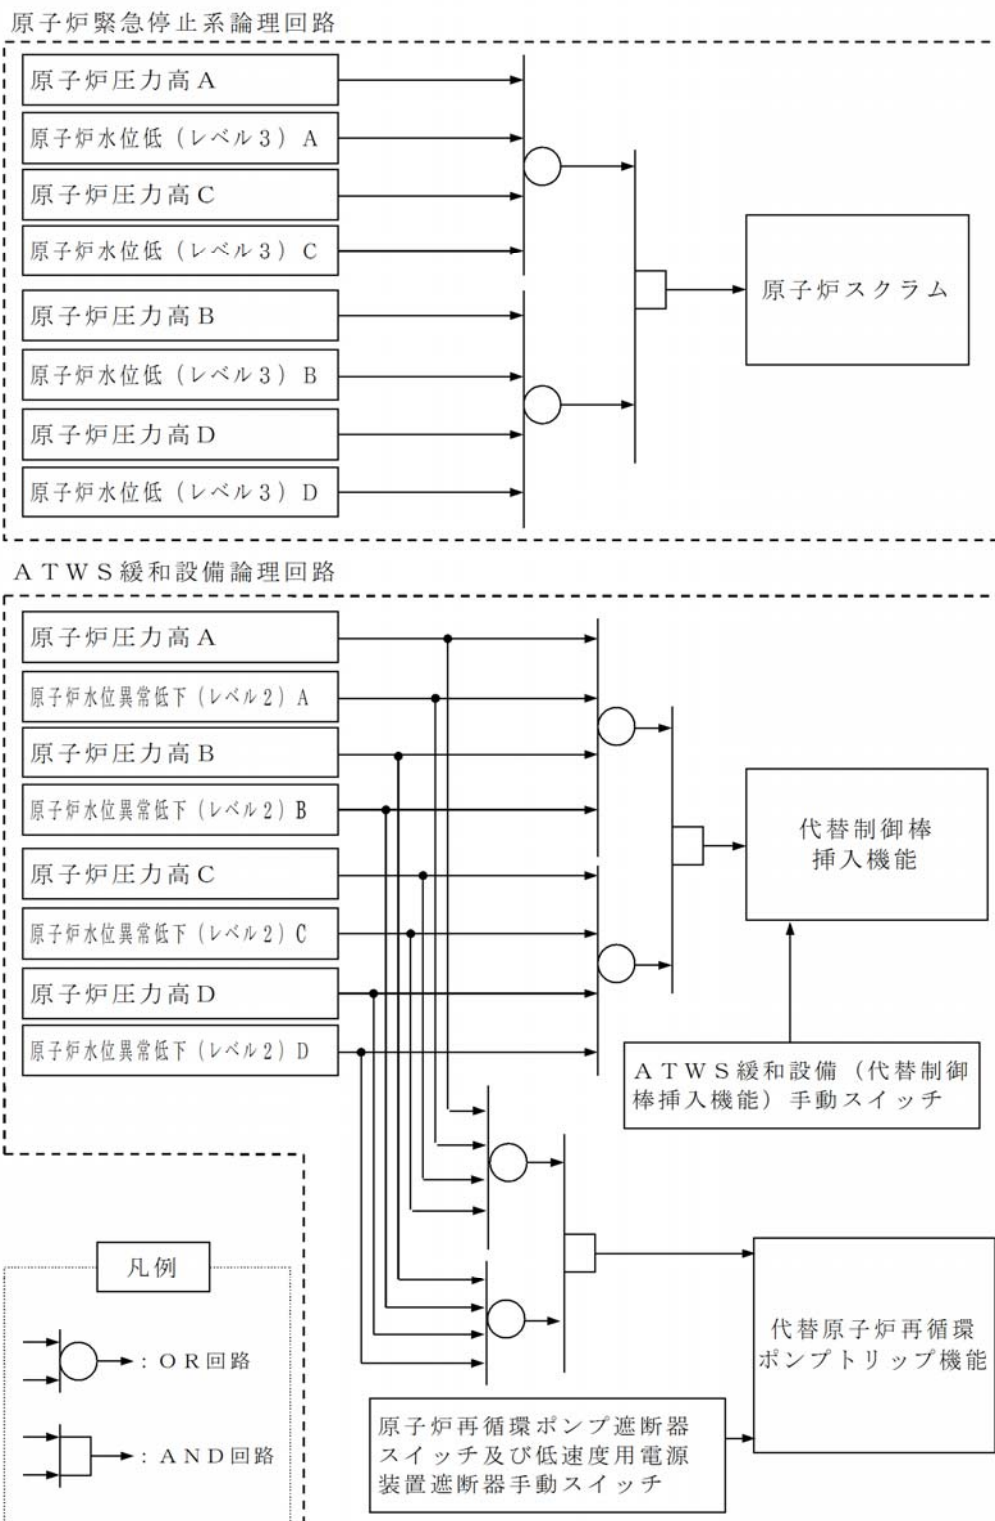 原子炉緊急停止系論理回路
原子炉圧力高A
原子炉水位低（レベル3）A
原子炉圧力高C
原子炉水位低（レベル3）C
原子炉圧力高B
原子炉水位低（レベル3）B
原子炉圧力高D
原子炉水位低（レベル3）D
原子炉スクラム
ATWS緩和設備論理回路
原子炉圧力高A
原子炉水位異常低下（レベル2）A
原子炉圧力高B
原子炉水位異常低下（レベル2）B
原子炉圧力高C
原子炉水位異常低下（レベル2）C
原子炉圧力高D
原子炉水位異常低下（レベル2）D
代替制御棒
挿入機能
ATWS緩和設備（代替制御
棒挿入機能）手動スイッチ
代替原子炉再循環
ポンプトリップ機能
原子炉再循環ポンプ遮断器
スイッチ及び低速度用電源
装置遮断器手動スイッチ
凡例
：OR回路
：AND回路